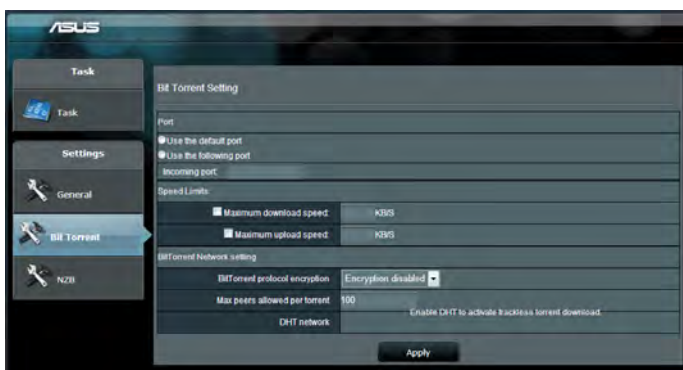 ASUS
Task
Task
Settings
General
Bit Torrent
NZB
Bit Torrent Setting
Port
Use the default port
Use the following port
Incoming port:
Speed Limits
Maximum download speed: KB/S
Maximum upload speed: KB/S
BitTorrent Network setting
BitTorrent protocol encryption Encryption disabled
Max peers allowed per torrent 100
DHT network Enable DHT to activate trackless torrent download.
Apply